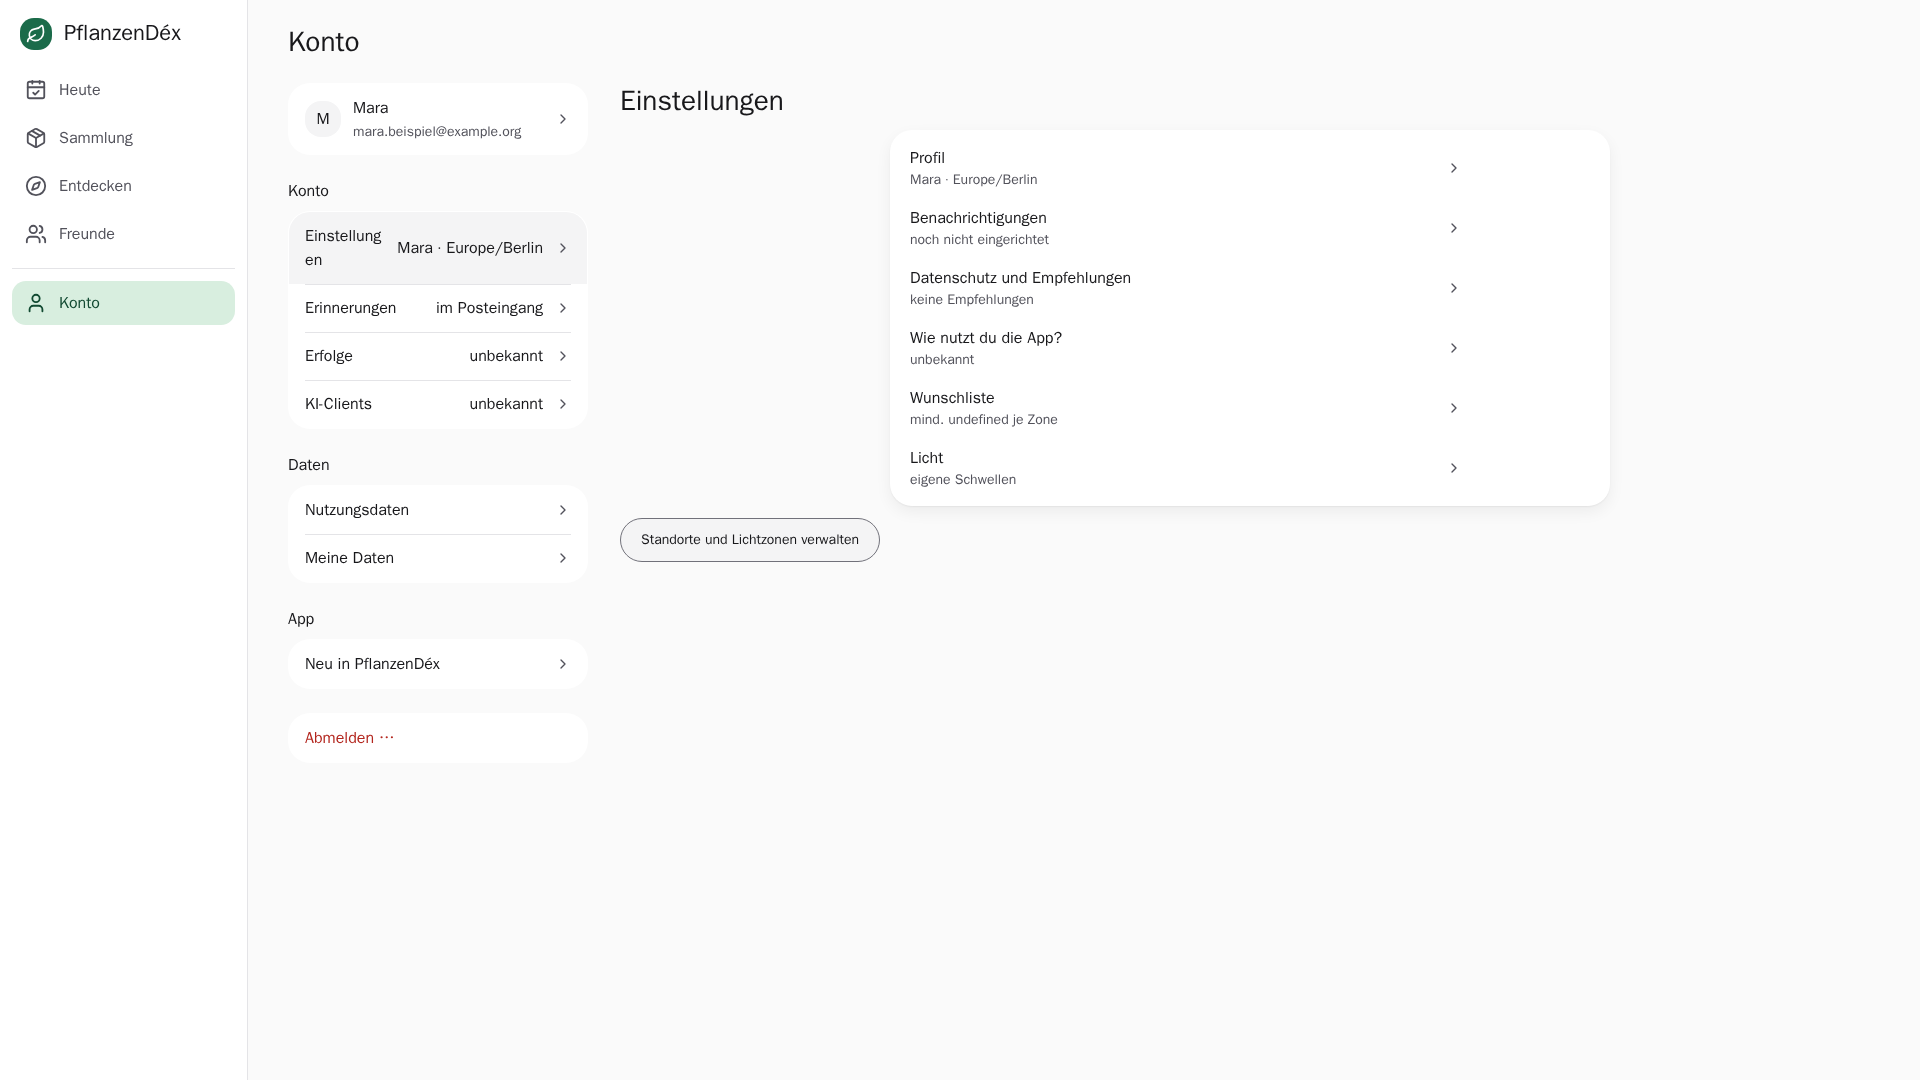 PflanzenDéx
Heute
Sammlung
Entdecken
Freunde
Konto
Konto
M
Mara
mara.beispiel@example.org
Konto
Einstellung
en
Mara · Europe/Berlin
Erinnerungen
im Posteingang
Erfolge
unbekannt
KI-Clients
unbekannt
Daten
Nutzungsdaten
Meine Daten
App
Neu in PflanzenDéx
Abmelden ⋯
Einstellungen
Profil
Mara · Europe/Berlin
Benachrichtigungen
noch nicht eingerichtet
Datenschutz und Empfehlungen
keine Empfehlungen
Wie nutzt du die App?
unbekannt
Wunschliste
mind. undefined je Zone
Licht
eigene Schwellen
Standorte und Lichtzonen verwalten